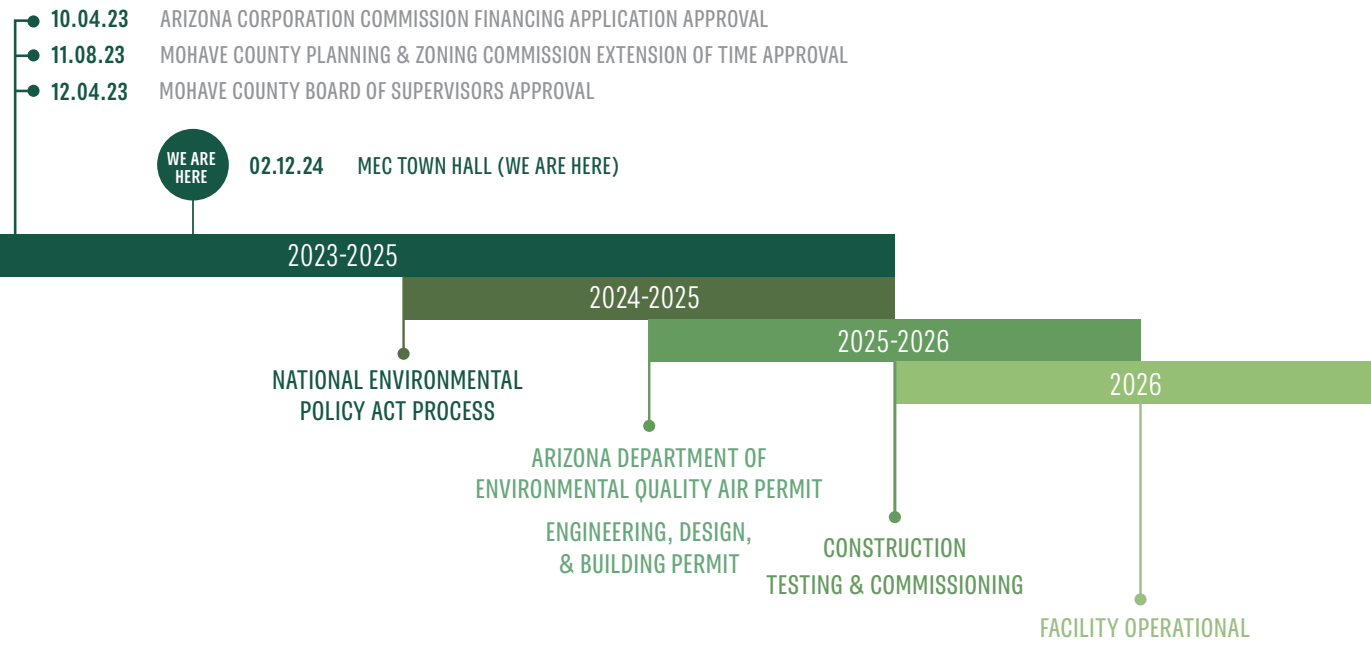 10.04.23 ARIZONA CORPORATION COMMISSION FINANCING APPLICATION APPROVAL
11.08.23 MOHAVE COUNTY PLANNING & ZONING COMMISSION EXTENSION OF TIME APPROVAL
12.04.23 MOHAVE COUNTY BOARD OF SUPERVISORS APPROVAL
WE ARE
HERE
02.12.24 MEC TOWN HALL (WE ARE HERE)
2023-2025
2024-2025
2025-2026
2026
NATIONAL ENVIRONMENTAL
POLICY ACT PROCESS
ARIZONA DEPARTMENT OF
ENVIRONMENTAL QUALITY AIR PERMIT
ENGINEERING, DESIGN,
& BUILDING PERMIT
CONSTRUCTION
TESTING & COMMISSIONING
FACILITY OPERATIONAL